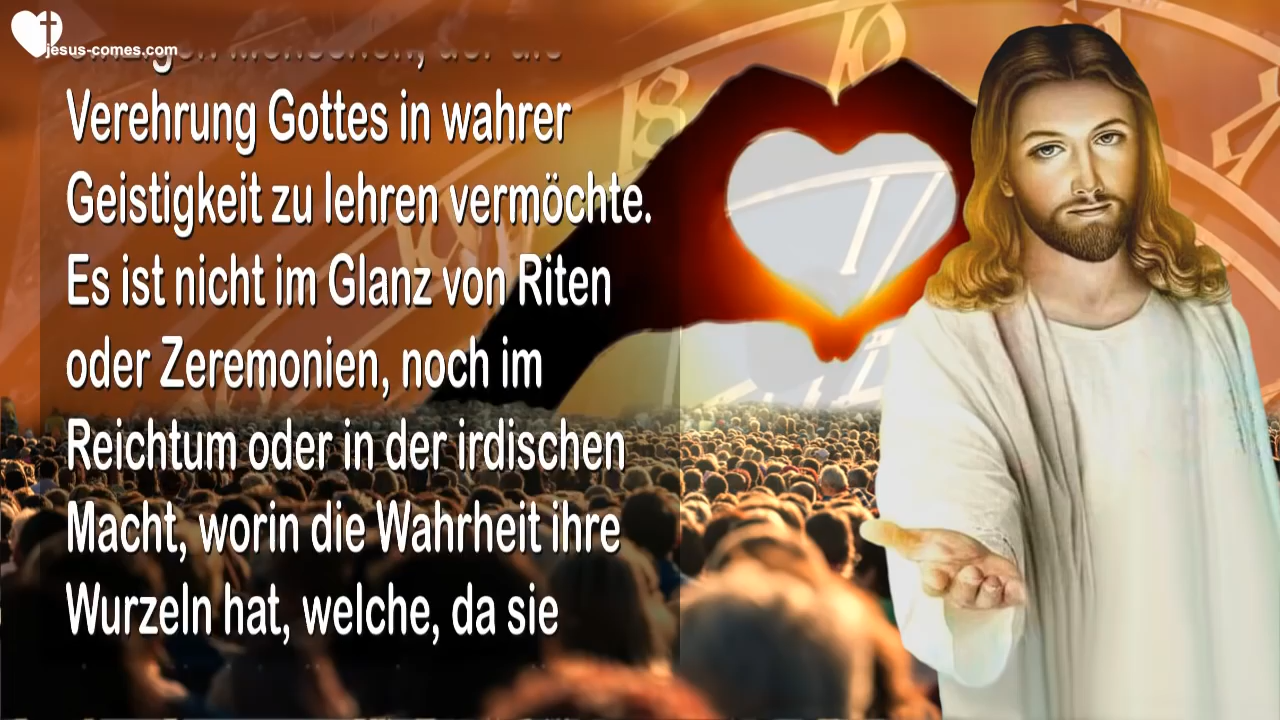 jesus-comes.com
Verehrung Gottes in wahrer
Geistigkeit zu lehren vermöchte.
Es ist nicht im Glanz von Riten
oder Zeremonien, noch im
Reichtum oder in der irdischen
Macht, worin die Wahrheit ihre
Wurzeln hat, welche, da sie